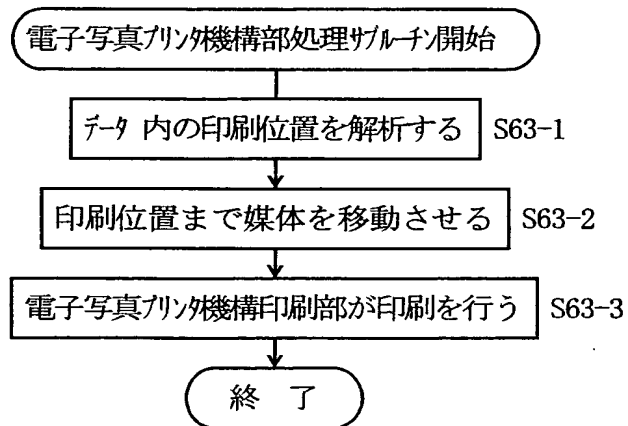 電子写真ﾌﾟﾘﾝﾀ機構部処理ｻﾌﾞﾙｰﾁﾝ開始
ﾃﾞｰﾀ 内の印刷位置を解析する S63-1
印刷位置まで媒体を移動させる S63-2
電子写真ﾌﾟﾘﾝﾀ機構印刷部が印刷を行う S63-3
終 了